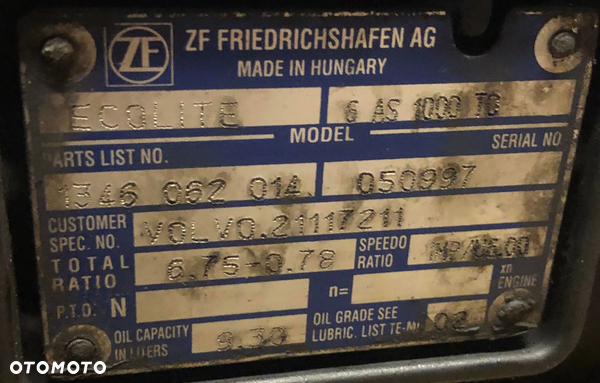 ZF ZF FRIEDRICHSHAFEN AG
MADE IN HUNGARY
ECOLITE 6 AS 1000 TO
MODEL
PARTS LIST NO. SERIAL NO
1346 062 014 050997
CUSTOMER SPEC. NO. VOLVO.21117211
TOTAL RATIO 6.75-0.78 SPEEDO RATIO
xn ENGINE
P.T.O. N n=
OIL CAPACITY IN LITERS 9.30 OIL GRADE SEE LUBRIC. LIST TE-ML 02
OTOMOTO